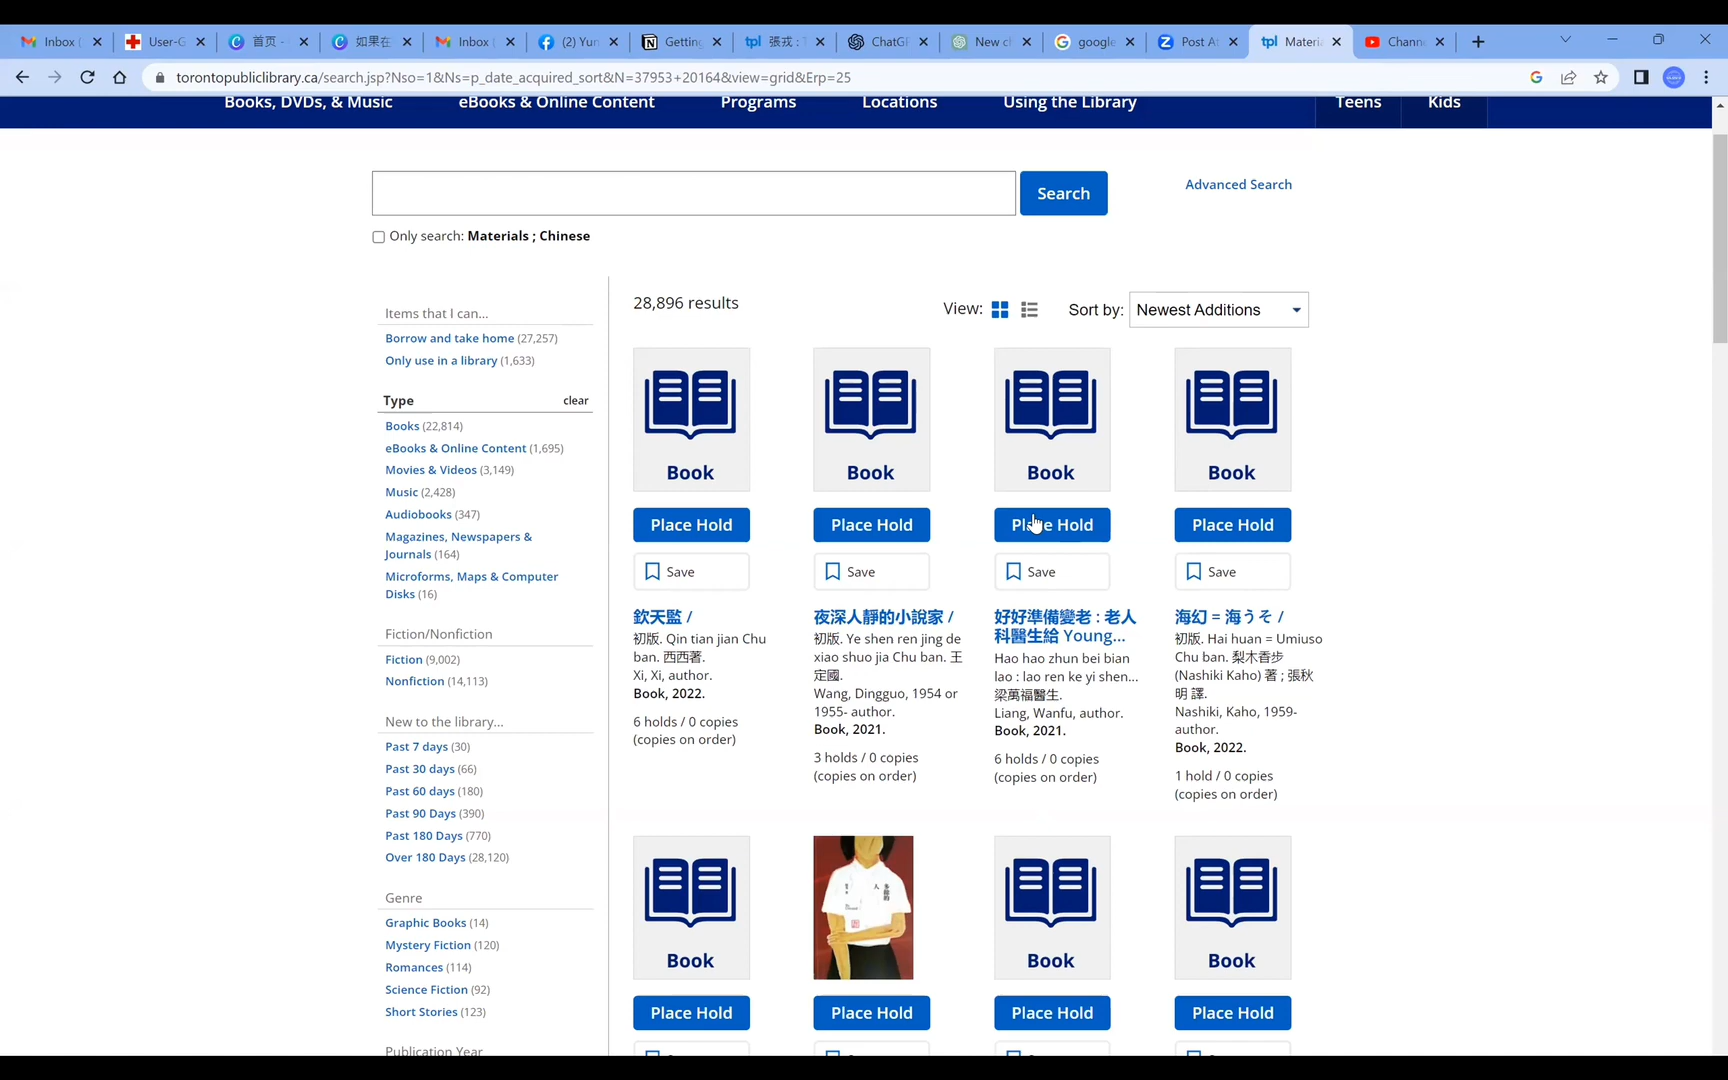 Inbox (
User-G
首页 -
如果在
Inbox (
(2) Yun
Getting
張戎 : T
ChatGP
New ch
google
Post At
Materia
Chann
torontopubliclibrary.ca/search.jsp?Nso=1&Ns=p_date_acquired_sort&N=37953+20164&view=grid&Erp=25
Books, DVDs, & Music
eBooks & Online Content
Programs
Locations
Using the Library
Teens
Kids
Search
Advanced Search
Only search: Materials ; Chinese
Items that I can...
Borrow and take home (27,257)
Only use in a library (1,633)
Type clear
Books (22,814)
eBooks & Online Content (1,695)
Movies & Videos (3,149)
Music (2,428)
Audiobooks (347)
Magazines, Newspapers &
Journals (164)
Microforms, Maps & Computer
Disks (16)
Fiction/Nonfiction
Fiction (9,002)
Nonfiction (14,113)
New to the library...
Past 7 days (30)
Past 30 days (66)
Past 60 days (180)
Past 90 Days (390)
Past 180 Days (770)
Over 180 Days (28,120)
Genre
Graphic Books (14)
Mystery Fiction (120)
Romances (114)
Science Fiction (92)
Short Stories (123)
Publication Year
28,896 results
View:
Sort by: Newest Additions
Book
Place Hold
Save
欽天監 /
初版. Qin tian jian Chu
ban. 西西著.
Xi, Xi, author.
Book, 2022.
6 holds / 0 copies
(copies on order)
Book
Place Hold
Save
夜深人靜的小說家 /
初版. Ye shen ren jing de
xiao shuo jia Chu ban. 王
定國.
Wang, Dingguo, 1954 or
1955- author.
Book, 2021.
3 holds / 0 copies
(copies on order)
Book
Place Hold
Save
好好準備變老 : 老人
科醫生給 Young...
Hao hao zhun bei bian
lao : lao ren ke yi shen...
梁萬福醫生.
Liang, Wanfu, author.
Book, 2021.
6 holds / 0 copies
(copies on order)
Book
Place Hold
Save
海幻 = 海うそ /
初版. Hai huan = Umiuso
Chu ban. 梨木香步
(Nashiki Kaho) 著 ; 張秋
明 譯.
Nashiki, Kaho, 1959-
author.
Book, 2022.
1 hold / 0 copies
(copies on order)
Book
Place Hold
多餘的
人
Place Hold
Book
Place Hold
Book
Place Hold